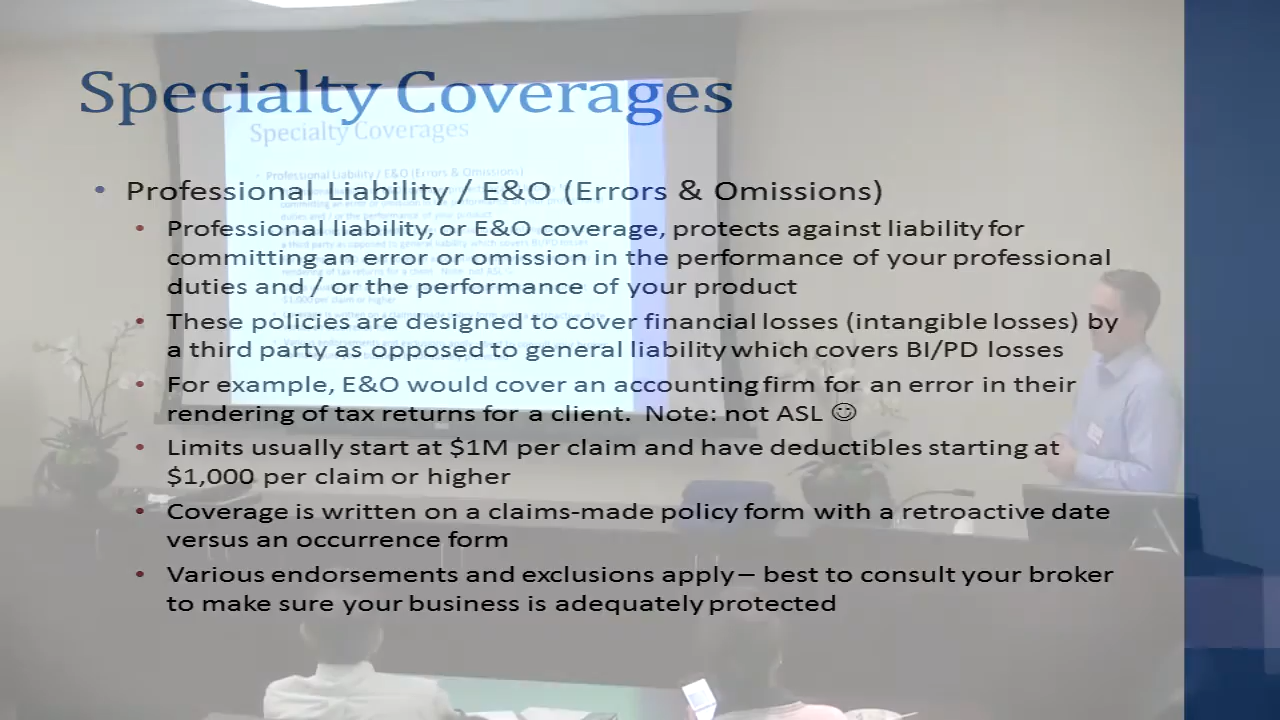 Specialty Coverages
Specialty Coverages
• Professional Liability / E&O (Errors & Omissions)
• Professional Liability / E&O (Errors & Omissions)
• Professional liability, or E&O coverage, protects against liability for
committing an error or omission in the performance of your professional
duties and / or the performance of your product
• These policies are designed to cover financial losses (intangible losses) by
a third party as opposed to general liability which covers BI/PD losses
• For example, E&O would cover an accounting firm for an error in their
rendering of tax returns for a client. Note: not ASL ☺
• Limits usually start at $1M per claim and have deductibles starting at
$1,000 per claim or higher
• Coverage is written on a claims-made policy form with a retroactive date
versus an occurrence form
• Various endorsements and exclusions apply – best to consult your broker
to make sure your business is adequately protected